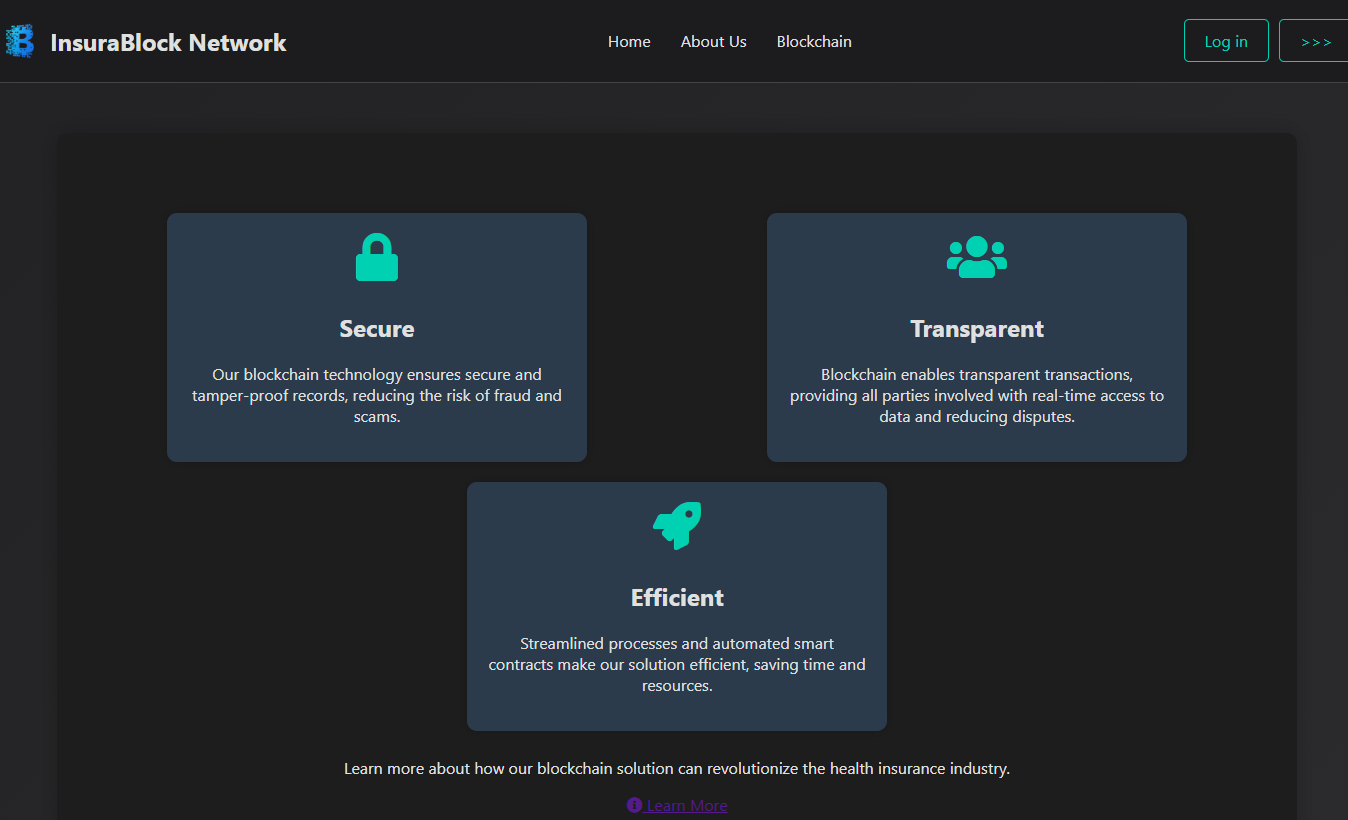 InsuraBlock Network
Home
About Us
Blockchain
Log in
>>>
Secure
Our blockchain technology ensures secure and
tamper-proof records, reducing the risk of fraud and
scams.
Transparent
Blockchain enables transparent transactions,
providing all parties involved with real-time access to
data and reducing disputes.
Efficient
Streamlined processes and automated smart
contracts make our solution efficient, saving time and
resources.
Learn more about how our blockchain solution can revolutionize the health insurance industry.
Learn More